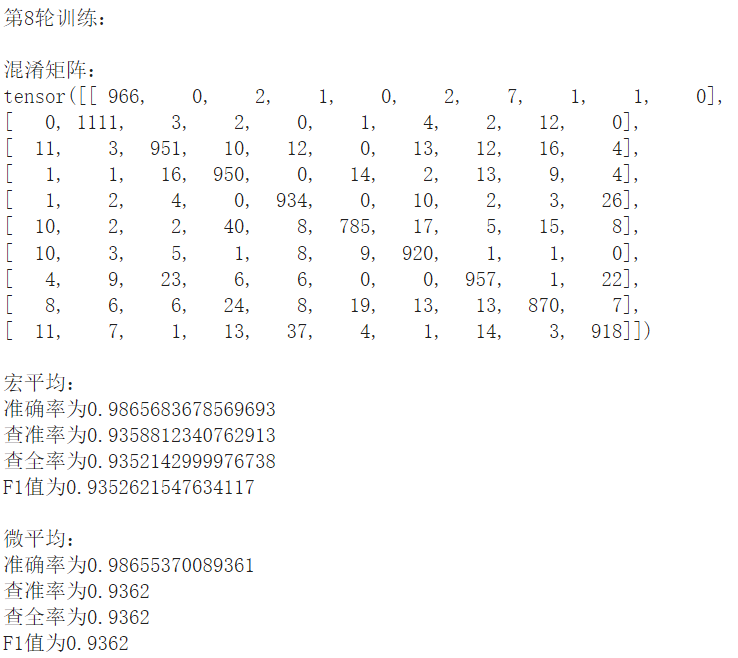 第8轮训练:
混淆矩阵:
tensor([[ 966, 0, 2, 1, 0, 2, 7, 1, 1, 0],
[ 0, 1111, 3, 2, 0, 1, 4, 2, 12, 0],
[ 11, 3, 951, 10, 12, 0, 13, 12, 16, 4],
[ 1, 1, 16, 950, 0, 14, 2, 13, 9, 4],
[ 1, 2, 4, 0, 934, 0, 10, 2, 3, 26],
[ 10, 2, 2, 40, 8, 785, 17, 5, 15, 8],
[ 10, 3, 5, 1, 8, 9, 920, 1, 1, 0],
[ 4, 9, 23, 6, 6, 0, 0, 957, 1, 22],
[ 8, 6, 6, 24, 8, 19, 13, 13, 870, 7],
[ 11, 7, 1, 13, 37, 4, 1, 14, 3, 918]])
宏平均:
准确率为0.9865683678569693
查准率为0.9358812340762913
查全率为0.9352142999976738
F1值为0.9352621547634117
微平均:
准确率为0.98655370089361
查准率为0.9362
查全率为0.9362
F1值为0.9362